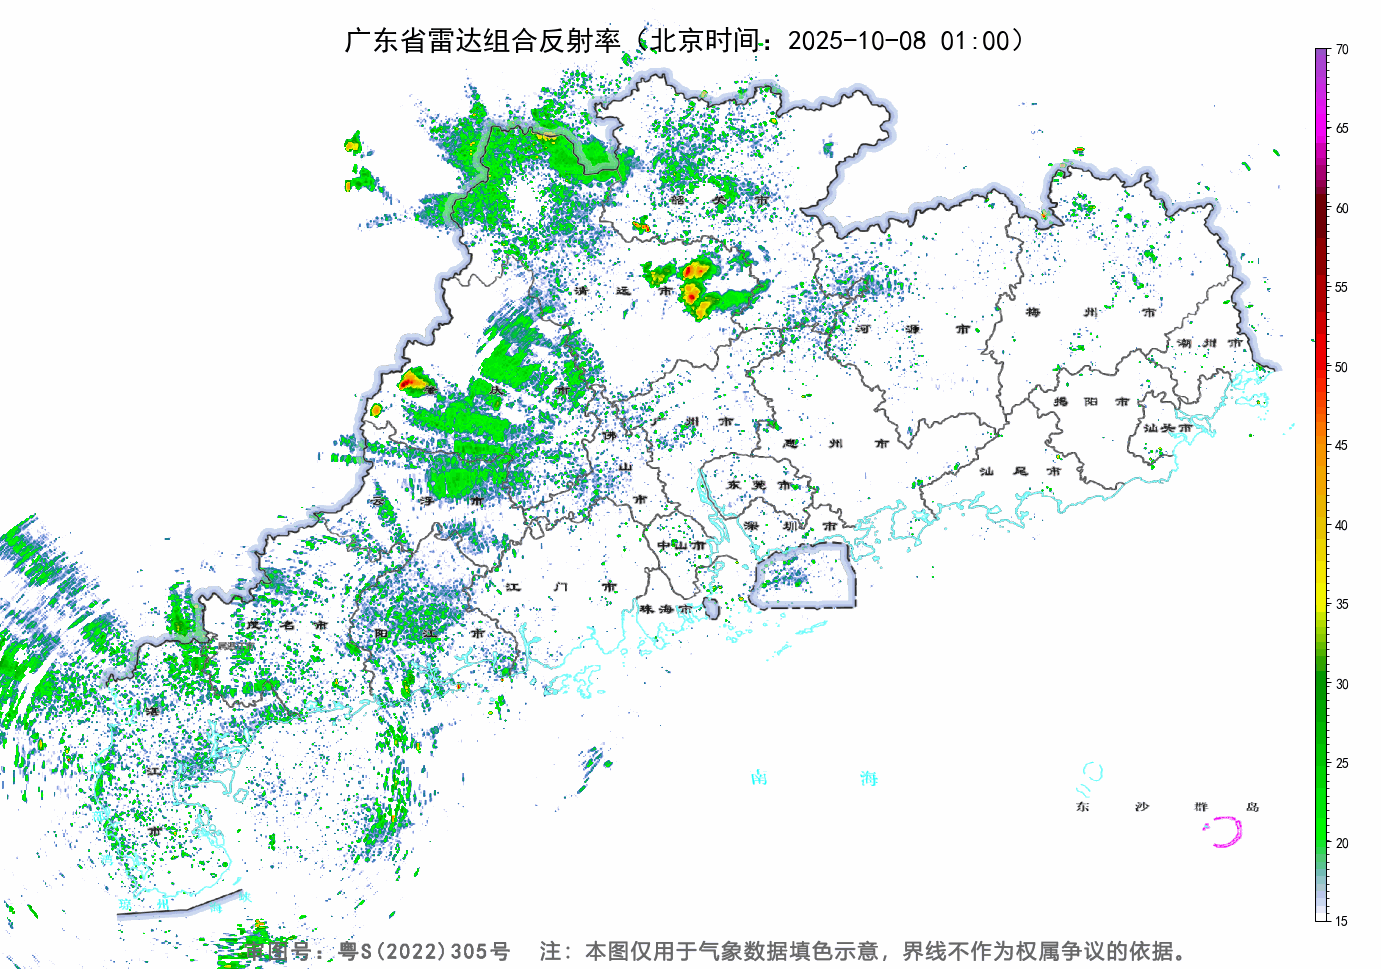 广东省雷达组合反射率（北京时间：2025-10-08 01:00）
70
65
60
55
50
45
40
35
30
25
20
15
韶关市
清远市
河源市
梅州市
潮州市
揭阳市
汕头市
汕尾市
惠州市
广州市
佛山市
东莞市
深圳市
中山市
珠海市
江门市
肇庆市
云浮市
阳江市
茂名市
湛江市
南海
东沙群岛
琼州海峡
审图号：粤S(2022)305号 注：本图仅用于气象数据填色示意，界线不作为权属争议的依据。